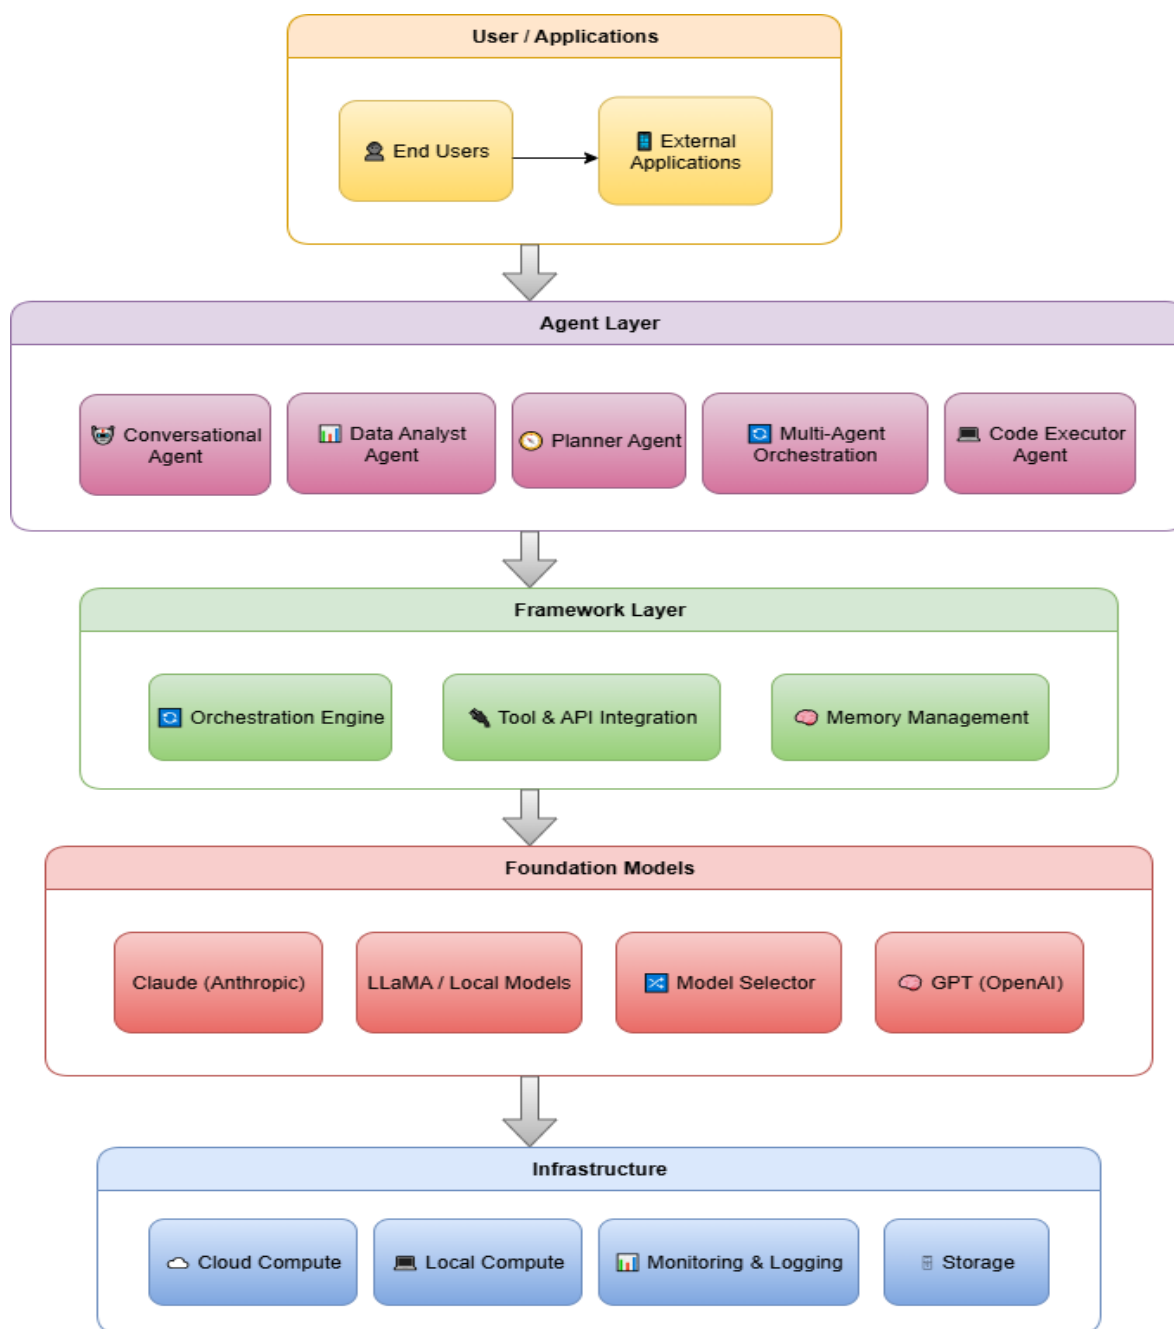 User / Applications
End Users
External
Applications
Agent Layer
Conversational
Agent
Data Analyst
Agent
Planner Agent
Multi-Agent
Orchestration
Code Executor
Agent
Framework Layer
Orchestration Engine
Tool & API Integration
Memory Management
Foundation Models
Claude (Anthropic)
LLaMA / Local Models
Model Selector
GPT (OpenAI)
Infrastructure
Cloud Compute
Local Compute
Monitoring & Logging
Storage